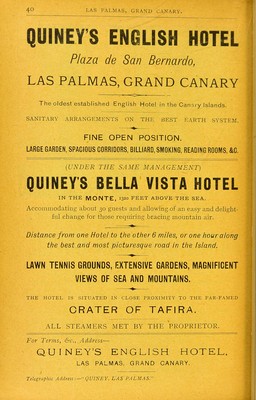 40
LAS PALMAS, GRAND CANARY.
QUINEY'S ENGLISH HOTEL
Plaza de San Bernardo,
LAS PALMAS, GRAND CANARY
The oldest established English Hotel in the Canary Islands.
SANITARY ARRANGEMENTS ON THE BEST EARTH SYSTEM.
FINE OPEN POSITION.
LARGE GARDEN, SPACIOUS CORRIDORS, BILLIARD, SMOKING, READING ROOMS, &C.
(UNDER THE SAME MANAGEMENT)
QUINEY'S BELLA VISTA HOTEL
IN THE MONTE, 1300 FEET ABOVE THE SEA.
Accommodating about 30 guests and allowing of an easy and delight-
ful change for those requiring bracing mountain air.
Distance from one Hotel to the other 6 miles, or one hour along
the best and most picturesque road in the Island.
LAWN TENNIS GROUNDS, EXTENSIVE GARDENS, MAGNIFICENT
VIEWS OF SEA AND MOUNTAINS.
THE HOTEL IS SITUATED IN CLOSE PROXIMITY TO THE FAR-FAMED
CRATER OF TAFIRA.
ALL STEAMERS MET BY THE PROPRIETOR.
For Terms, &c., Address—
QUINEY'S ENGLISH HOTEL,
LAS PALMAS, GRAND CANARY.
Telegraphic Address:—"QUINEY, LAS PALMAS."